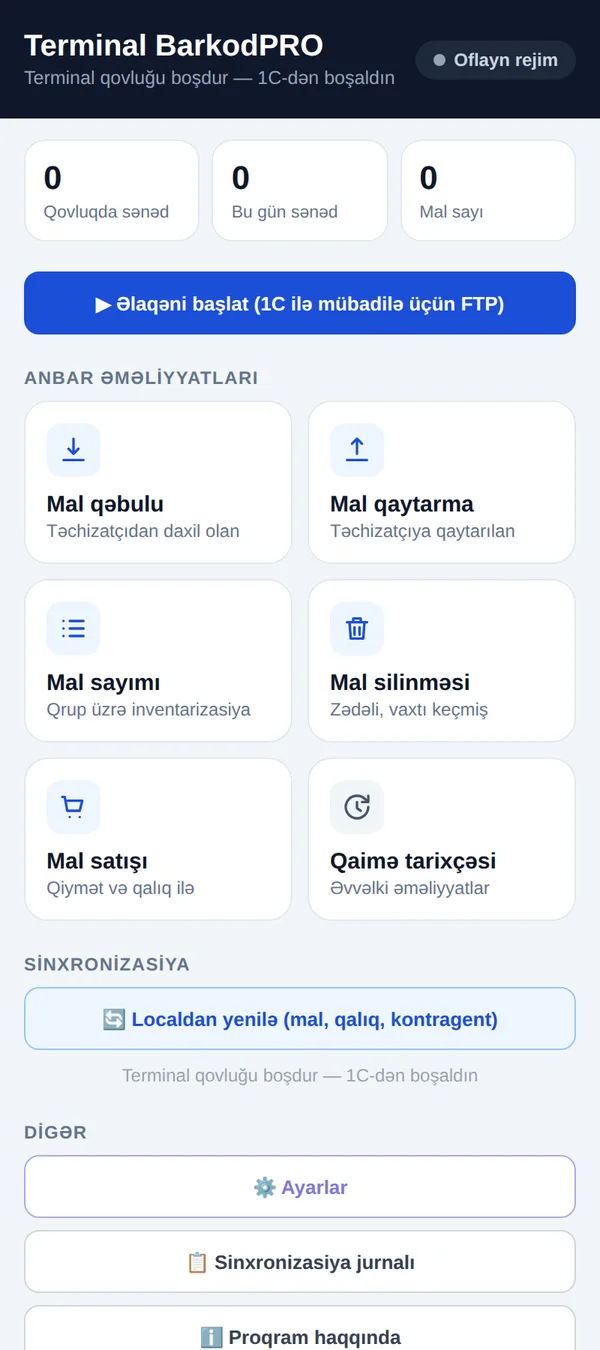 Terminal BarkodPRO
Terminal qovluğu boşdur — 1C-dən boşaldın
Oflayn rejim
0
Qovluqda sənəd
0
Bu gün sənəd
0
Mal sayı
▶ Əlaqəni başlat (1C ilə mübadilə üçün FTP)
ANBAR ƏMƏLİYYATLARI
Mal qəbulu
Təchizatçıdan daxil olan
Mal qaytarma
Təchizatçıya qaytarılan
Mal sayımı
Qrup üzrə inventarizasiya
Mal silinməsi
Zədəli, vaxtı keçmiş
Mal satışı
Qiymət və qalıq ilə
Qaimə tarixçəsi
Əvvəlki əməliyyatlar
SİNXRONİZASİYA
🔄 Localdan yenilə (mal, qalıq, kontragent)
Terminal qovluğu boşdur — 1C-dən boşaldın
DİGƏR
⚙️ Ayarlar
📋 Sinxronizasiya jurnalı
ℹ️ Proqram haqqında